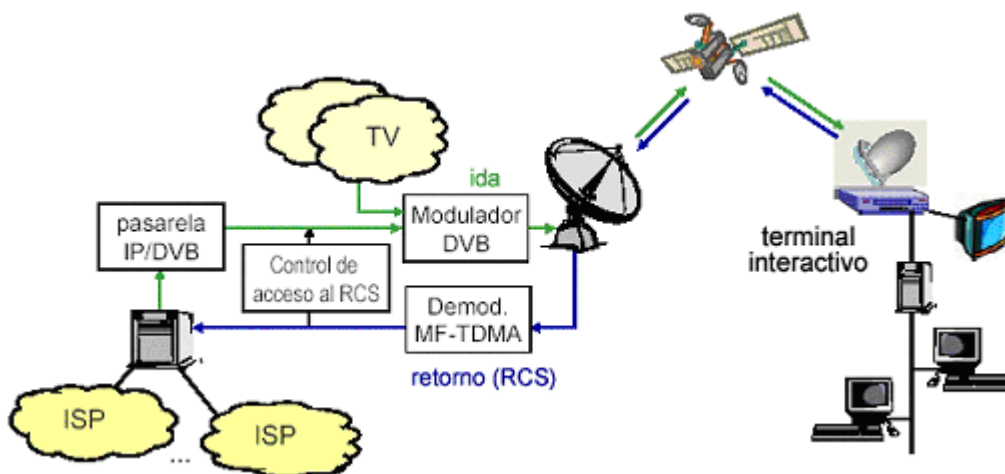 TV
ida
pasarela
IP/DVB
Modulador
DVB
Control de
acceso al RCS
terminal
interactivo
Demod.
MF-TDMA
retorno (RCS)
ISP
...
ISP